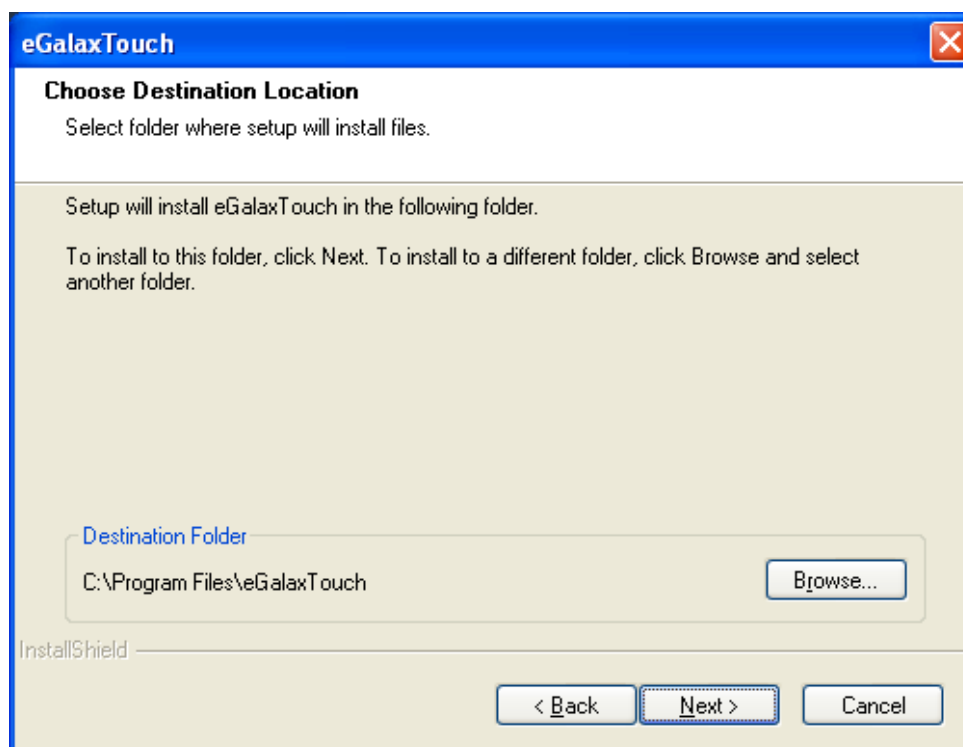 eGalaxTouch
Choose Destination Location
Select folder where setup will install files.
Setup will install eGalaxTouch in the following folder.
To install to this folder, click Next. To install to a different folder, click Browse and select
another folder.
Destination Folder
C:\Program Files\eGalaxTouch
Browse...
InstallShield
< Back
Next >
Cancel